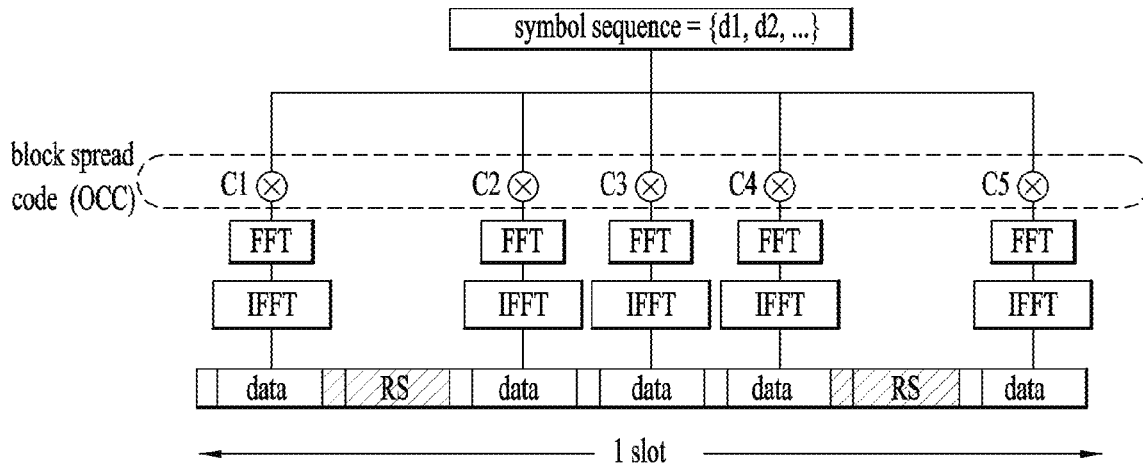 symbol sequence = {d1, d2, ...}
block spread
code (OCC)
C1 C2 C3 C4 C5
FFT FFT FFT FFT FFT
IFFT IFFT IFFT IFFT IFFT
data RS data data data RS data
1 slot